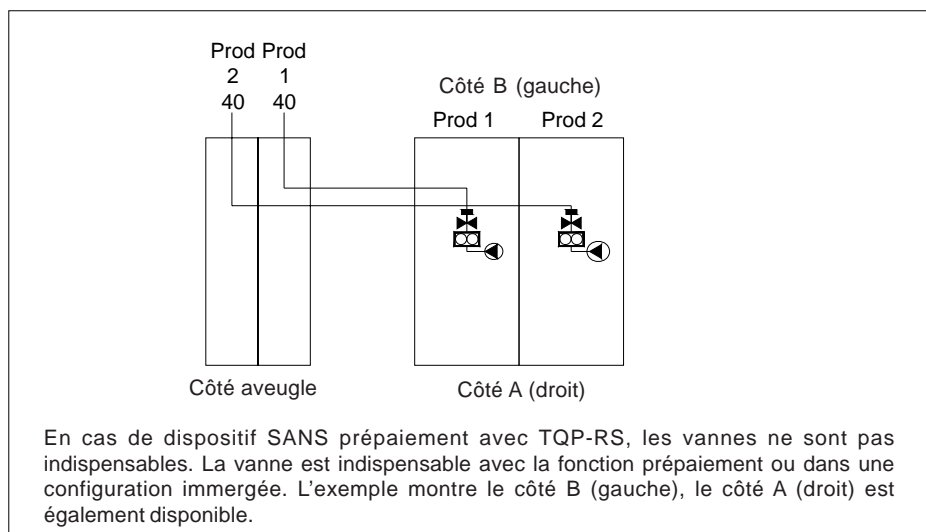 Prod Prod
2 1
40 40
Côté B (gauche)
Prod 1 Prod 2
Côté aveugle
Côté A (droit)
En cas de dispositif SANS prépaiement avec TQP-RS, les vannes ne sont pas
indispensables. La vanne est indispensable avec la fonction prépaiement ou dans une
configuration immergée. L'exemple montre le côté B (gauche), le côté A (droit) est
également disponible.